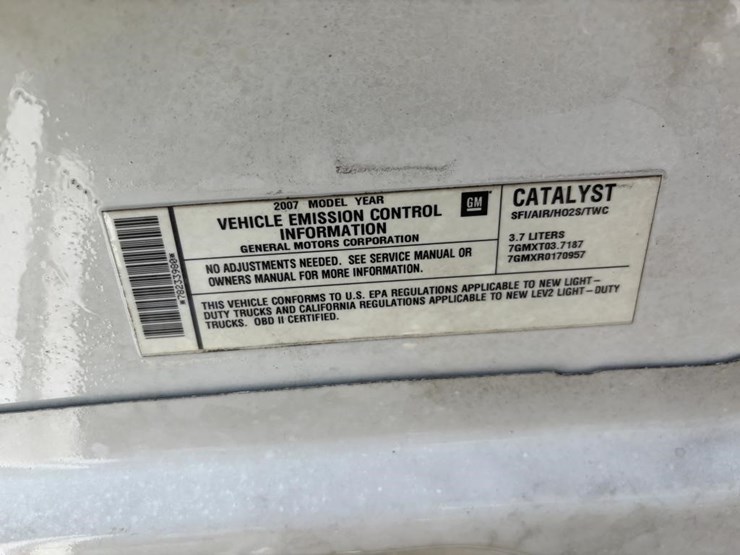 2007 MODEL YEAR
VEHICLE EMISSION CONTROL
INFORMATION
GENERAL MOTORS CORPORATION
GM
CATALYST
SFI/AIR/HO2S/TWC
3.7 LITERS
7GMXT03.7187
7GMXR0170957
NO ADJUSTMENTS NEEDED. SEE SERVICE MANUAL OR
OWNERS MANUAL FOR MORE INFORMATION.
THIS VEHICLE CONFORMS TO U.S. EPA REGULATIONS APPLICABLE TO NEW LIGHT-
DUTY TRUCKS AND CALIFORNIA REGULATIONS APPLICABLE TO NEW LEV2 LIGHT-DUTY
TRUCKS. OBD II CERTIFIED.
*78233980*